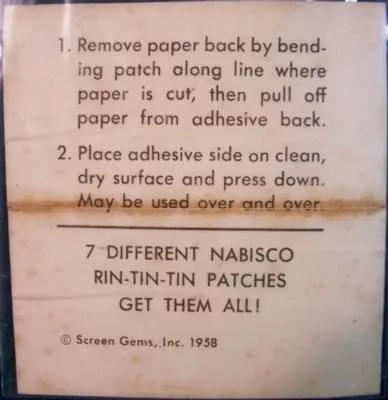 1. Remove paper back by bend-
ing patch along line where
paper is cut, then pull off
paper from adhesive back.
2. Place adhesive side on clean,
dry surface and press down.
May be used over and over.
7 DIFFERENT NABISCO
RIN-TIN-TIN PATCHES
GET THEM ALL!
© Screen Gems, Inc. 1958